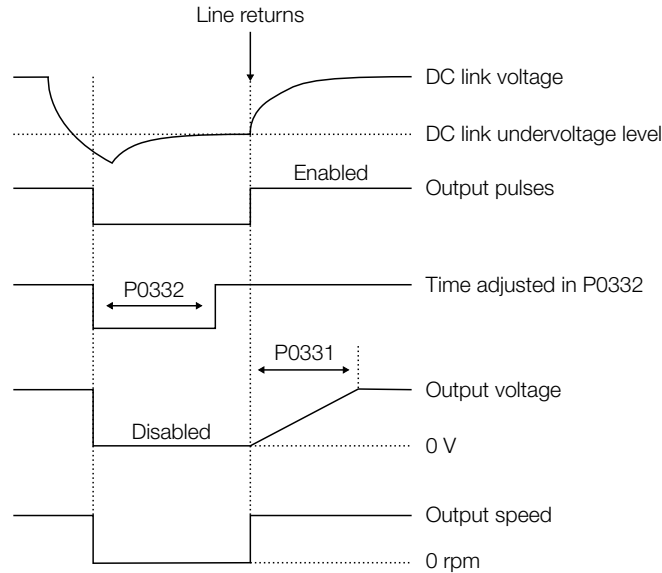 Line returns
DC link voltage
DC link undervoltage level
Enabled
Output pulses
P0332
Time adjusted in P0332
P0331
Output voltage
Disabled
0 V
Output speed
0 rpm